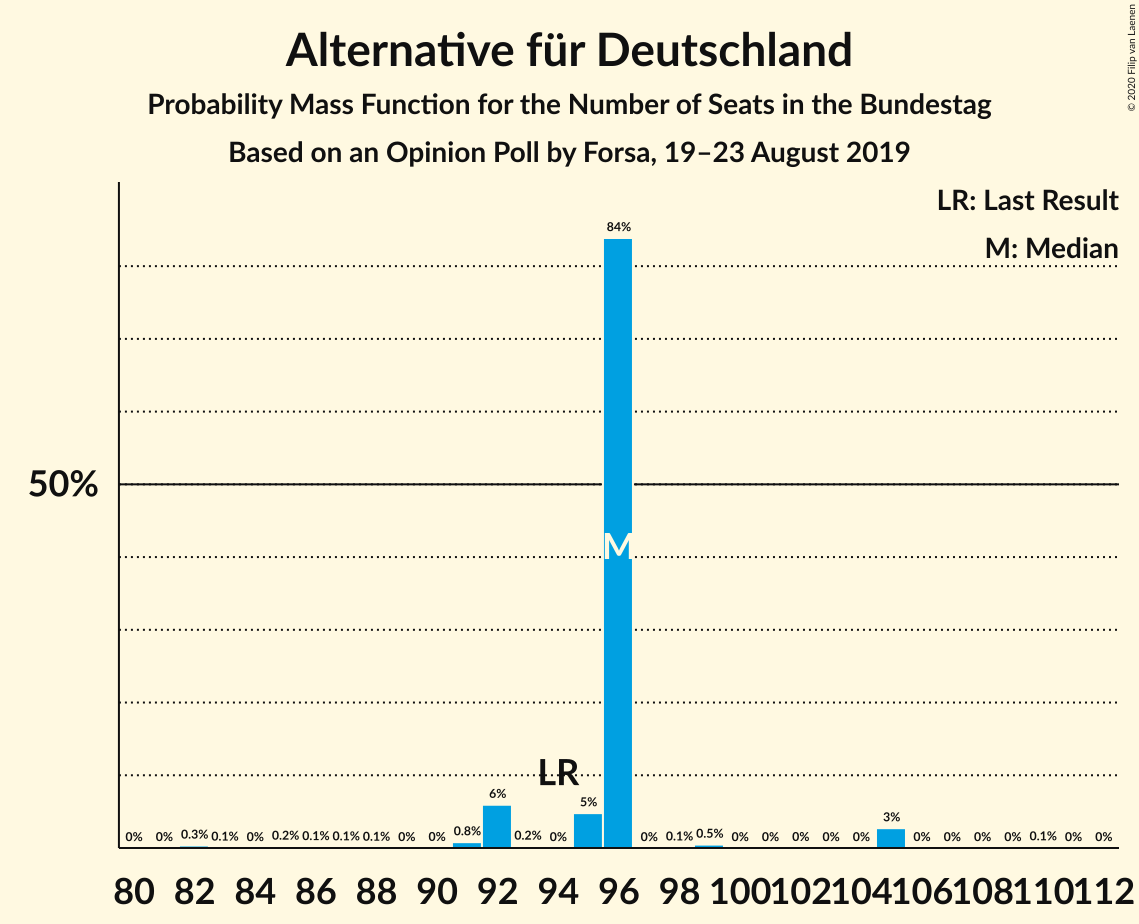 Alternative für Deutschland
Probability Mass Function for the Number of Seats in the Bundestag
Based on an Opinion Poll by Forsa, 19–23 August 2019
© 2020 Filip van Laenen
LR: Last Result
M: Median
84%
50%
M
LR
6%
5%
3%
0% 0% 0.3% 0.1% 0% 0.2% 0.1% 0.1% 0.1% 0% 0% 0.8% 0.2% 0% 0% 0.1% 0.5% 0% 0% 0% 0% 0% 0% 0% 0% 0% 0.1% 0% 0%
80 82 84 86 88 90 92 94 96 98 100 102 104 106 108 110 112